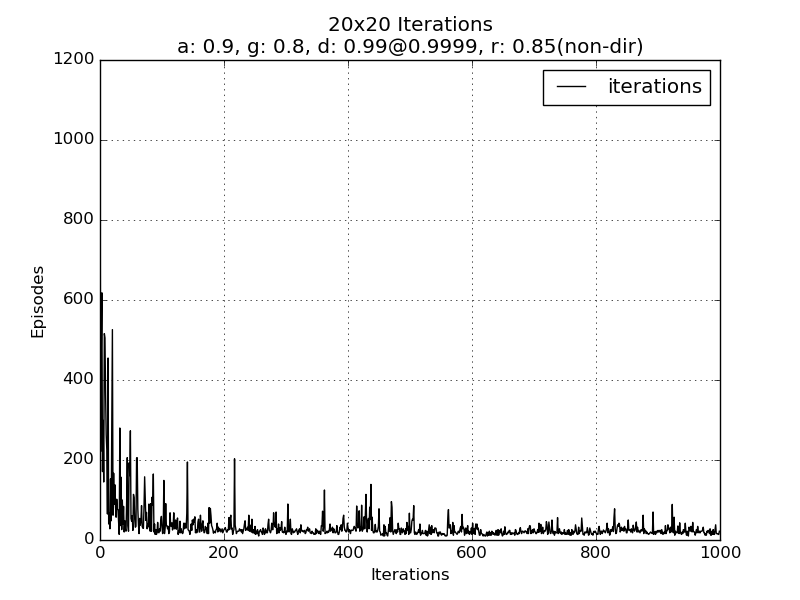 20x20 Iterations
a: 0.9, g: 0.8, d: 0.99@0.9999, r: 0.85(non-dir)
1200
iterations
1000
800
600
Episodes
400
200
0
0 200 400 600 800 1000
Iterations